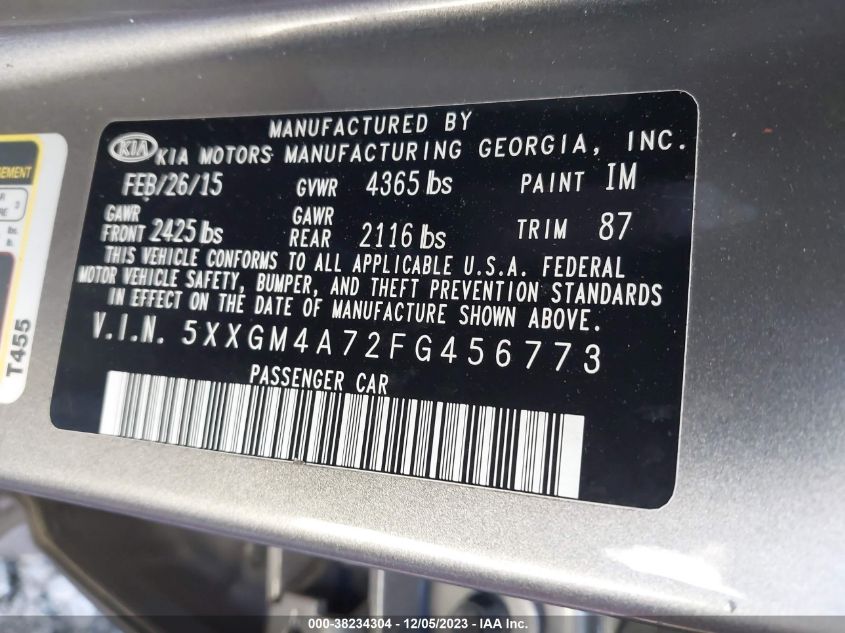 MANUFACTURED BY
KIA KIA MOTORS MANUFACTURING GEORGIA, INC.
FEB/26/15 GVWR 4365 lbs PAINT IM
GAWR FRONT 2425 lbs GAWR REAR 2116 lbs TRIM 87
THIS VEHICLE CONFORMS TO ALL APPLICABLE U.S.A. FEDERAL
MOTOR VEHICLE SAFETY, BUMPER, AND THEFT PREVENTION STANDARDS
IN EFFECT ON THE DATE OF MANUFACTURE SHOWN ABOVE.
V.I.N. 5XXGM4A72FG456773
PASSENGER CAR
T455
000-38234304 - 12/05/2023 - IAA Inc.